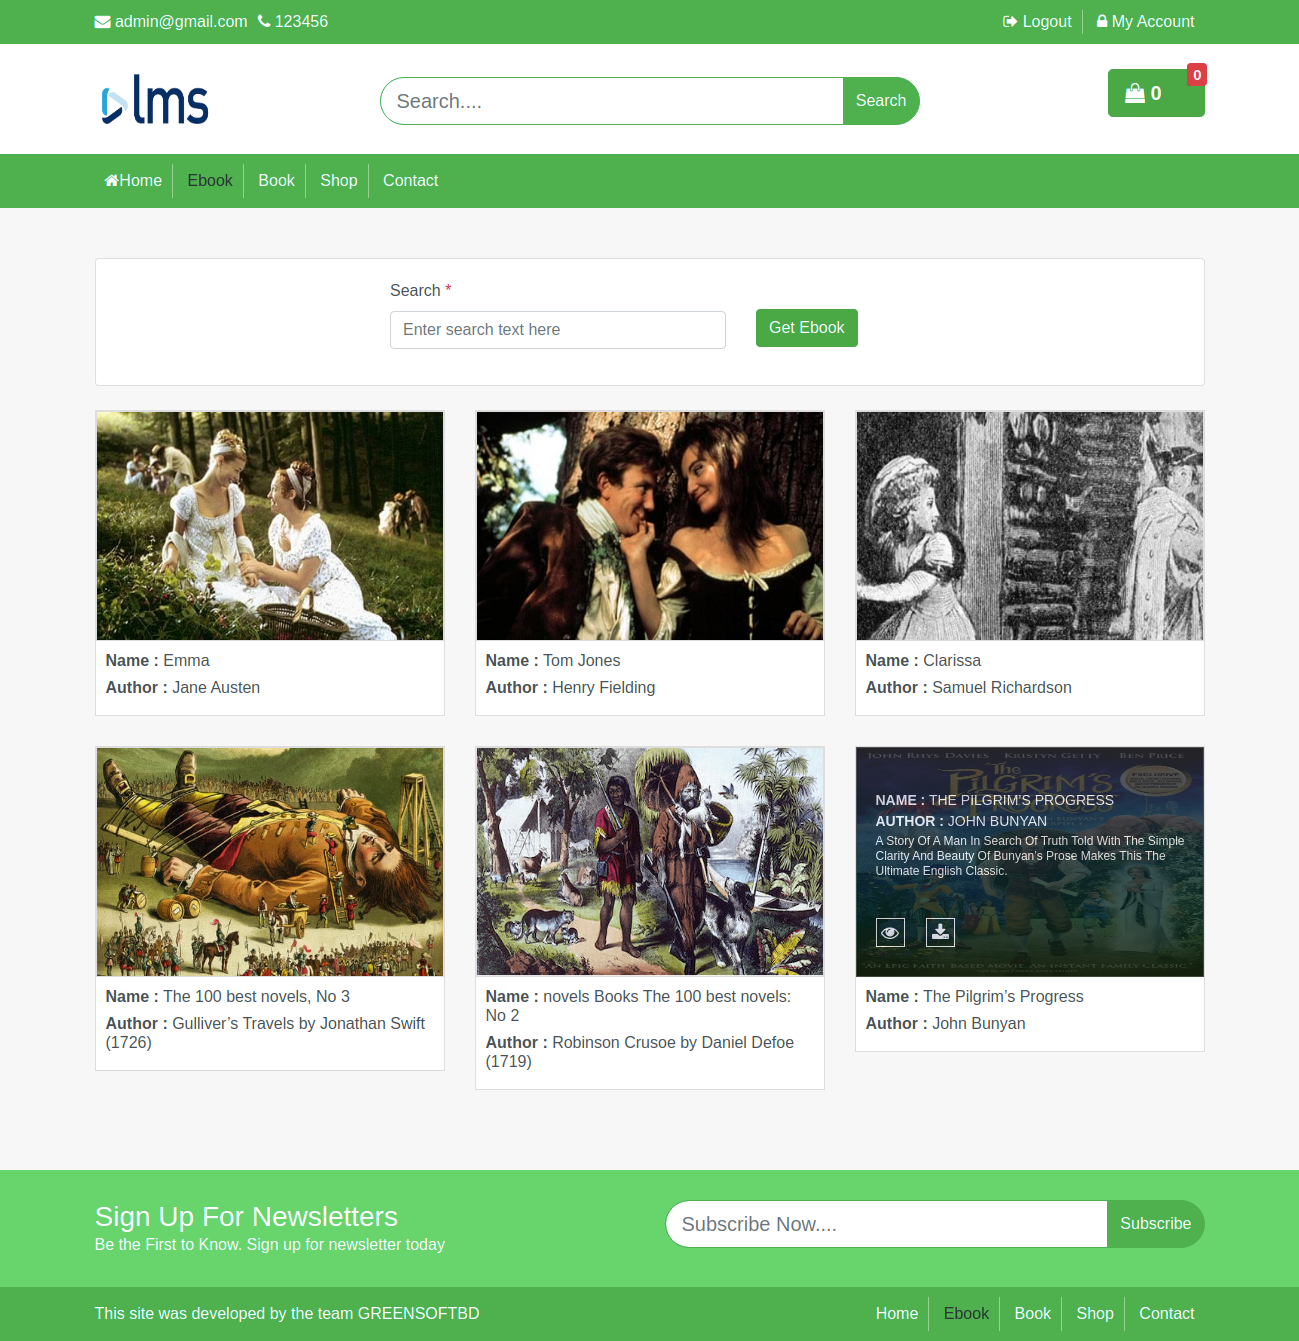 admin@gmail.com 123456 Logout My Account
lms Search.... Search 0 0
Home Ebook Book Shop Contact
Search *
Enter search text here Get Ebook
Name : Emma
Author : Jane Austen
Name : Tom Jones
Author : Henry Fielding
Name : Clarissa
Author : Samuel Richardson
Name : The 100 best novels, No 3
Author : Gulliver’s Travels by Jonathan Swift
(1726)
Name : novels Books The 100 best novels:
No 2
Author : Robinson Crusoe by Daniel Defoe
(1719)
JOHN RHYS-DAVIES KRISTYN GETTY BEN PRICE
The
PILGRIM'S
EXCLUSIVE
NAME : THE PILGRIM’S PROGRESS
AUTHOR : JOHN BUNYAN
A Story Of A Man In Search Of Truth Told With The Simple
Clarity And Beauty Of Bunyan’s Prose Makes This The
Ultimate English Classic.
AN EPIC FAITH BASED MOVIE. AN INSTANT FAMILY CLASSIC
Name : The Pilgrim’s Progress
Author : John Bunyan
Sign Up For Newsletters
Be the First to Know. Sign up for newsletter today
Subscribe Now.... Subscribe
This site was developed by the team GREENSOFTBD Home Ebook Book Shop Contact